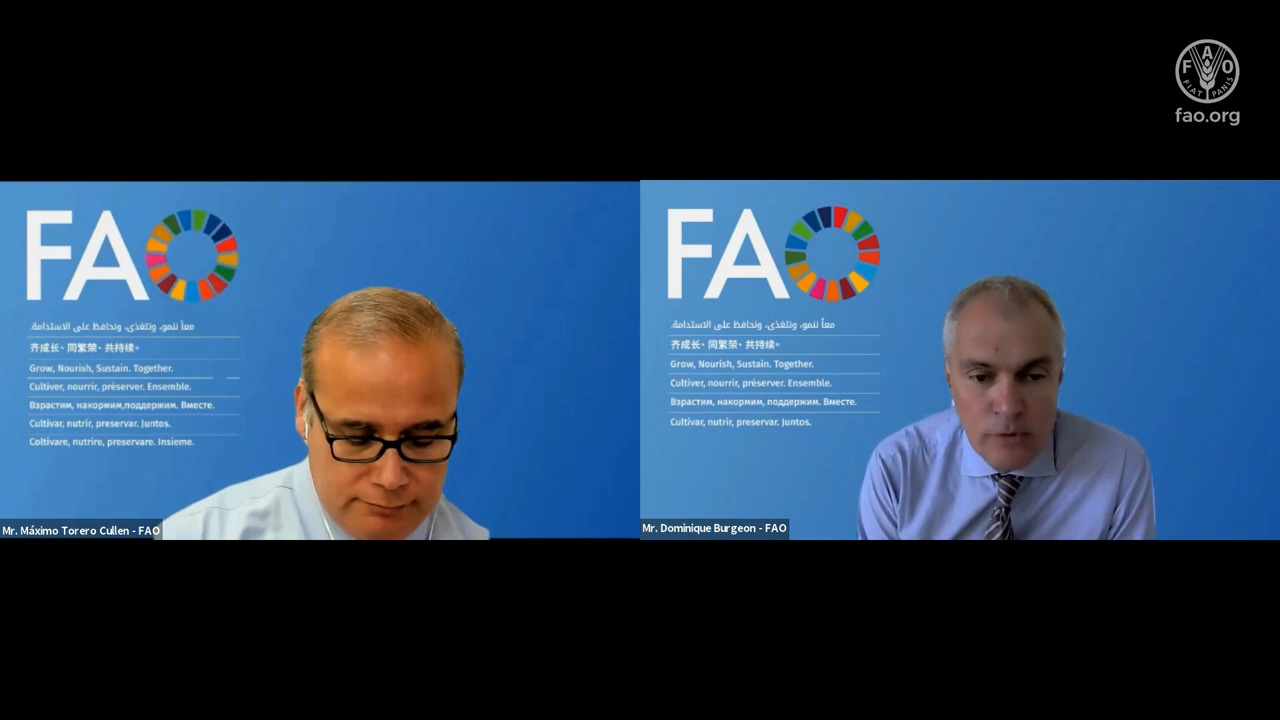 FAO
FIAT PANIS
fao.org
FAO
معاً ننمو، ونتغذى، ونحافظ على الاستدامة.
齐成长、同繁荣、共持续。
Grow, Nourish, Sustain. Together.
Cultiver, nourrir, préserver. Ensemble.
Взрастим, накормим,поддержим. Вместе.
Cultivar, nutrir, preservar. Juntos.
Coltivare, nutrire, preservare. Insieme.
Mr. Máximo Torero Cullen - FAO
FAO
معاً ننمو، ونتغذى، ونحافظ على الاستدامة.
齐成长、同繁荣、共持续。
Grow, Nourish, Sustain. Together.
Cultiver, nourrir, préserver. Ensemble.
Взрастим, накормим, поддержим. Вместе.
Cultivar, nutrir, preservar. Juntos.
Mr. Dominique Burgeon - FAO